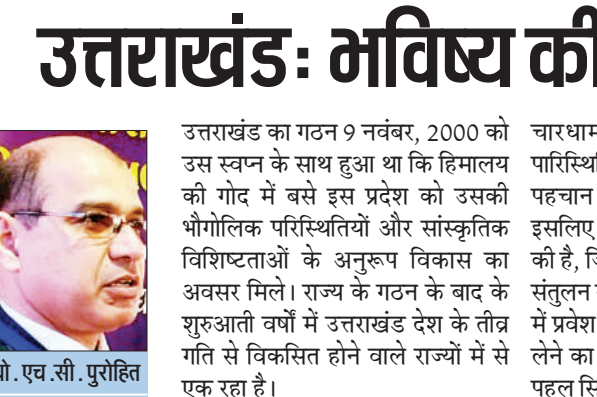 उत्तराखंड: भविष्य की
उत्तराखंड का गठन 9 नवंबर, 2000 को
उस स्वप्न के साथ हुआ था कि हिमालय
की गोद में बसे इस प्रदेश को उसकी
भौगोलिक परिस्थितियों और सांस्कृतिक
विशिष्टताओं के अनुरूप विकास का
अवसर मिले। राज्य के गठन के बाद के
शुरुआती वर्षों में उत्तराखंड देश के तीव्र
गति से विकसित होने वाले राज्यों में से
एक रहा है।
चारधाम
पहचान
इसलिए
की है,
संतुलन
में प्रवेश
लेने का
पहल
एच.सी. पुरोहित